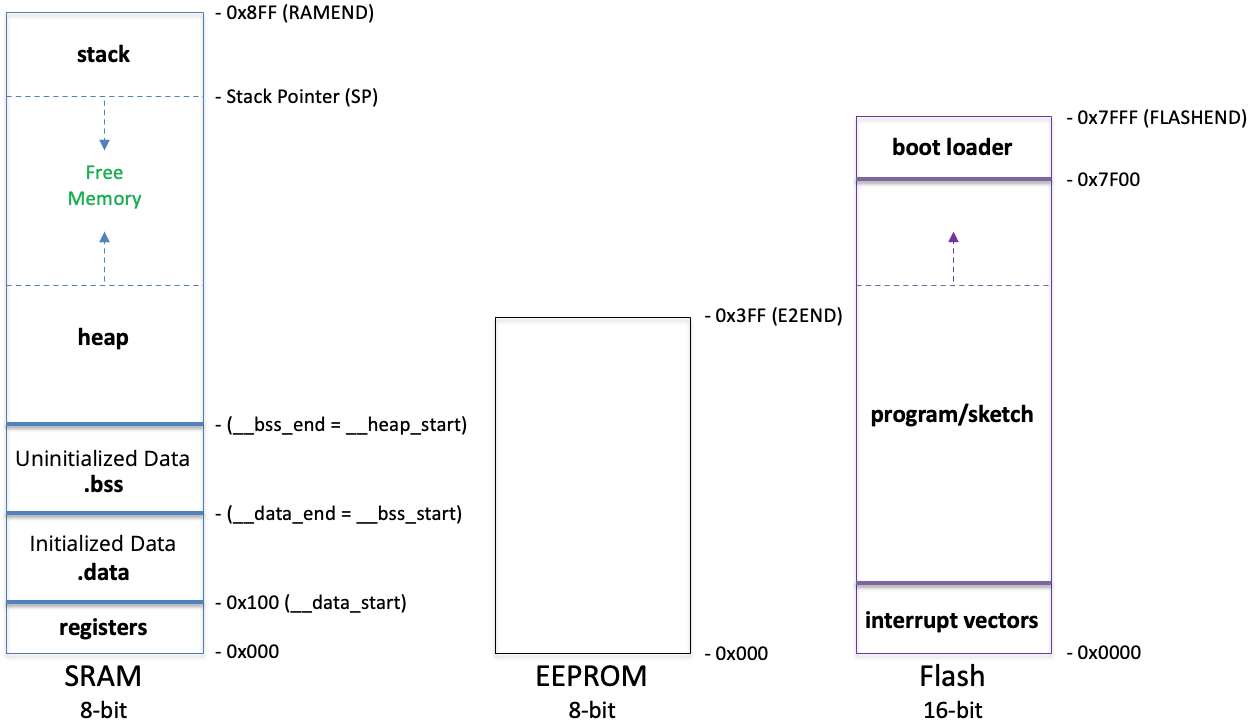 - 0x8FF (RAMEND)
stack
- Stack Pointer (SP)
Free
Memory
heap
- (__bss_end = __heap_start)
Uninitialized Data
.bss
- (__data_end = __bss_start)
Initialized Data
.data
- 0x100 (__data_start)
registers
- 0x000
SRAM
8-bit
- 0x3FF (E2END)
- 0x000
EEPROM
8-bit
- 0x7FFF (FLASHEND)
boot loader
- 0x7F00
program/sketch
interrupt vectors
- 0x0000
Flash
16-bit